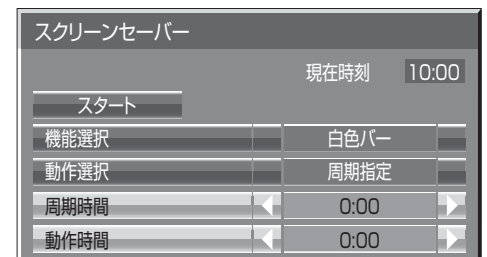 スクリーンセーバー
現在時刻 10:00
スタート
機能選択 白色バー
動作選択 周期指定
周期時間 0:00
動作時間 0:00